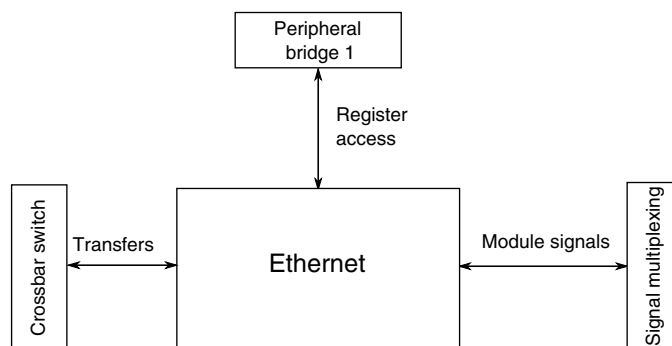 Peripheral
bridge 1
Register
access
Crossbar switch
Transfers
Ethernet
Module signals
Signal multiplexing